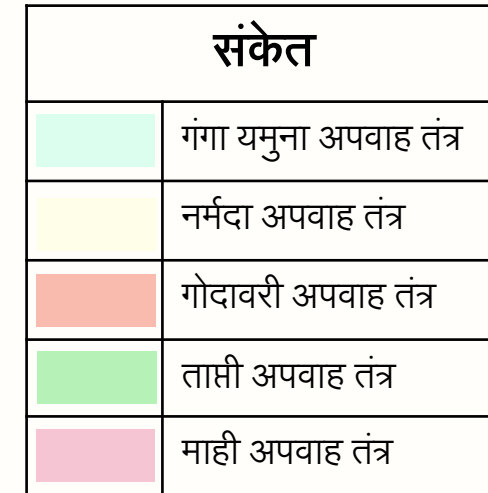 संकेत
गंगा यमुना अपवाह तंत्र
नर्मदा अपवाह तंत्र
गोदावरी अपवाह तंत्र
ताप्ती अपवाह तंत्र
माही अपवाह तंत्र